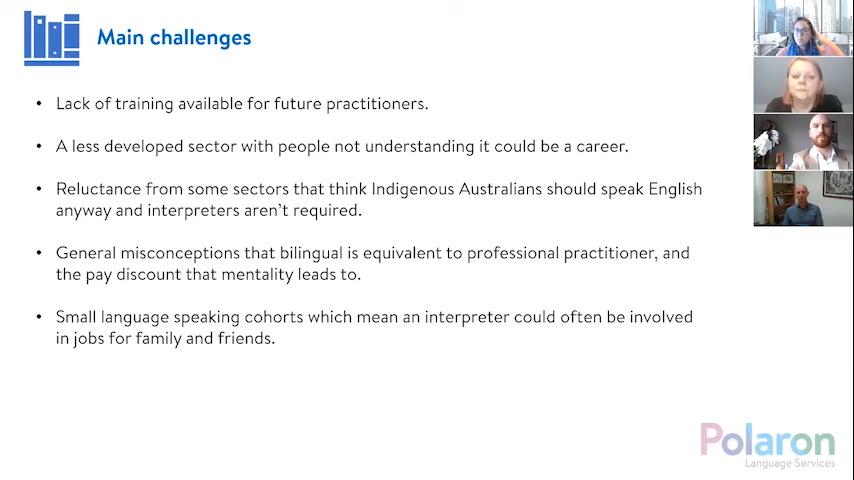 Main challenges
• Lack of training available for future practitioners.
• A less developed sector with people not understanding it could be a career.
• Reluctance from some sectors that think Indigenous Australians should speak English
anyway and interpreters aren't required.
• General misconceptions that bilingual is equivalent to professional practitioner, and
the pay discount that mentality leads to.
• Small language speaking cohorts which mean an interpreter could often be involved
in jobs for family and friends.
Polaron
Language Services